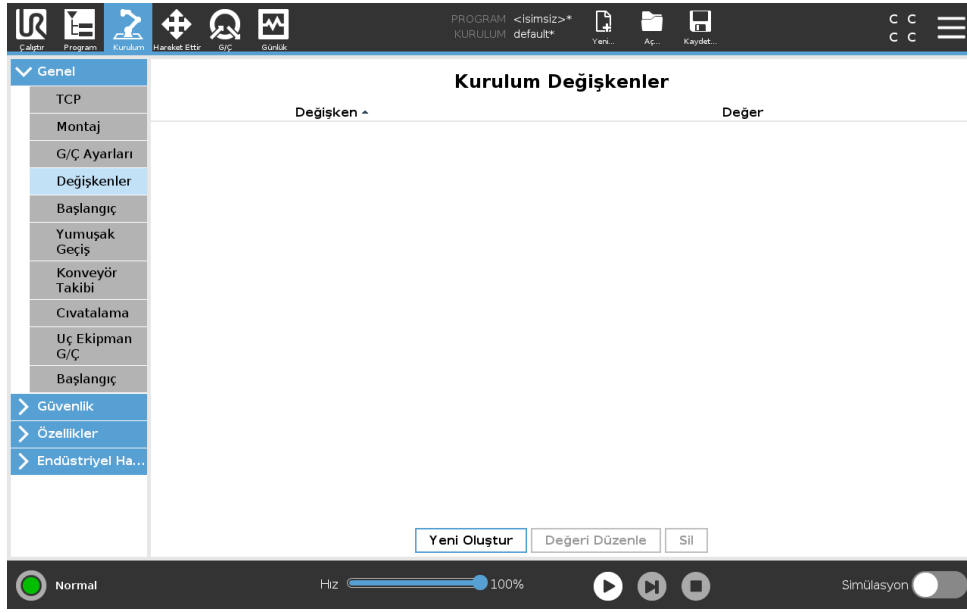 PROGRAM <isimsiz>*
KURULUM default*
Çalıştır Program Kurulum Hareket Ettir G/Ç Günlük Yeni... Aç... Kaydet...
C C
C C
Genel
TCP
Montaj
G/Ç Ayarları
Değişkenler
Başlangıç
Yumuşak
Geçiş
Konveyör
Takibi
Cıvatalama
Uç Ekipman
G/Ç
Başlangıç
Güvenlik
Özellikler
Endüstriyel Ha...
Kurulum Değişkenler
Değişken Değer
Yeni Oluştur Değeri Düzenle Sil
Normal Hız 100% Simülasyon